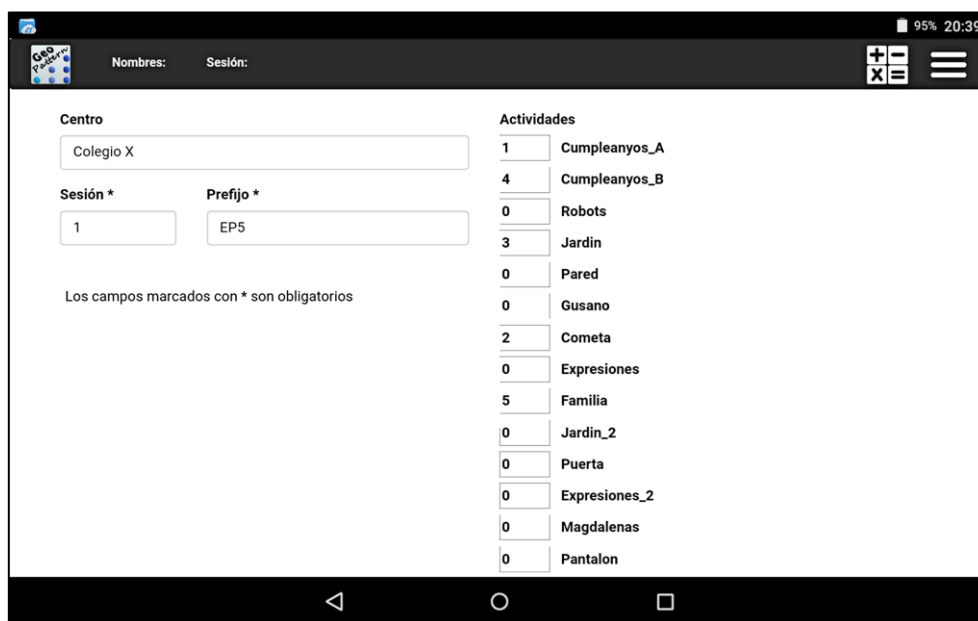 95% 20:39
Geo
Pattern
Nombres: Sesión:
Centro
Colegio X
Sesión * Prefijo *
1 EP5
Los campos marcados con * son obligatorios
Actividades
1 Cumpleanyos_A
4 Cumpleanyos_B
0 Robots
3 Jardin
0 Pared
0 Gusano
2 Cometa
0 Expresiones
5 Familia
0 Jardin_2
0 Puerta
0 Expresiones_2
0 Magdalenas
0 Pantalon